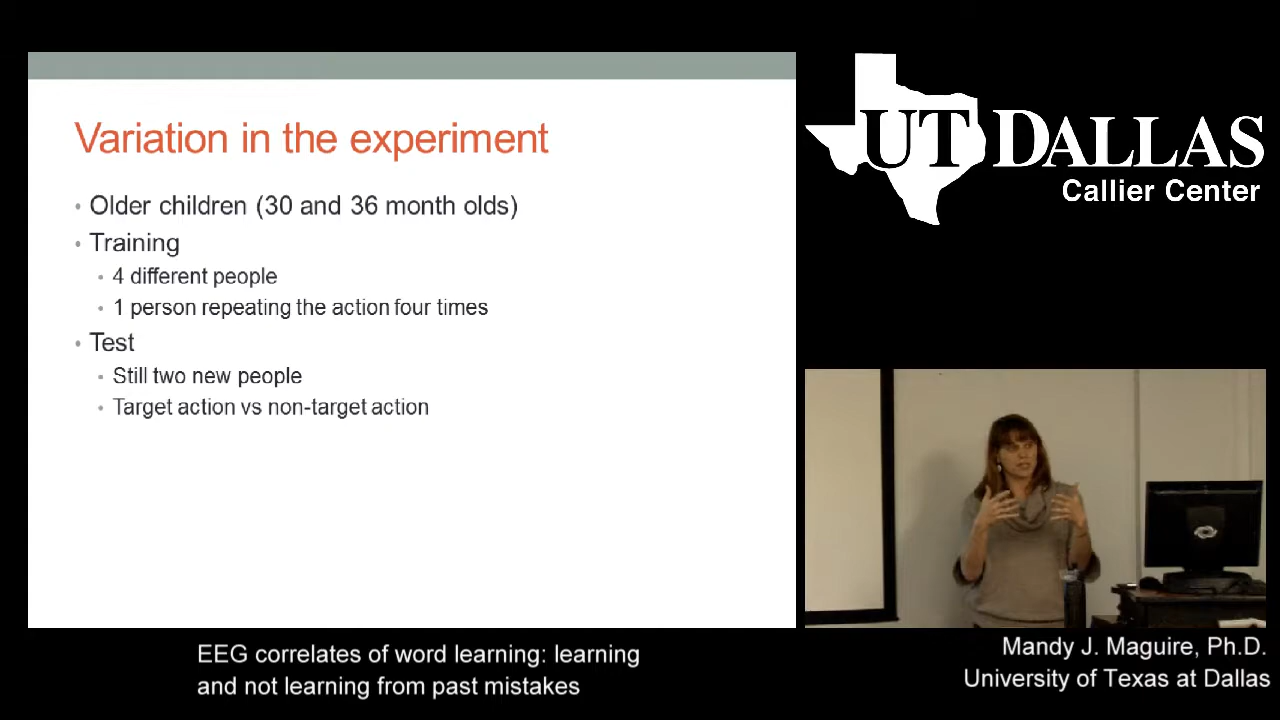 Variation in the experiment
Older children (30 and 36 month olds)
Training
4 different people
1 person repeating the action four times
Test
Still two new people
Target action vs non-target action
UT DALLAS
Callier Center
EEG correlates of word learning: learning
and not learning from past mistakes
Mandy J. Maguire, Ph.D.
University of Texas at Dallas